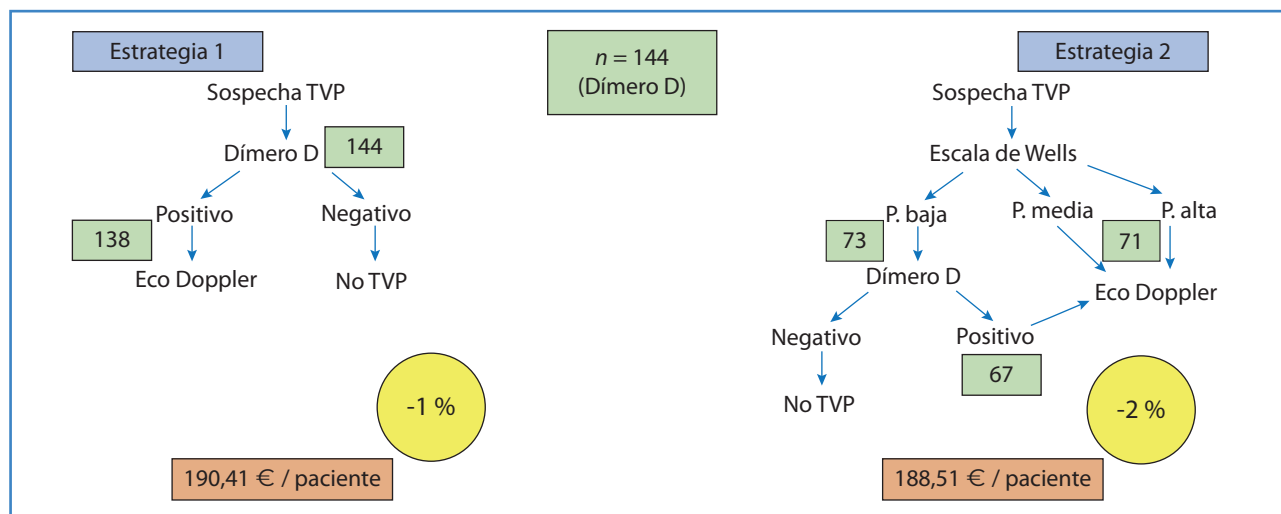 Estrategia 1
Sospecha TVP
Dímero D
144
Positivo
Negativo
138
Eco Doppler
No TVP
-1 %
190,41 € / paciente
n = 144
(Dímero D)
Estrategia 2
Sospecha TVP
Escala de Wells
P. baja
P. media
P. alta
73
71
Dímero D
Eco Doppler
Negativo
Positivo
67
No TVP
-2 %
188,51 € / paciente